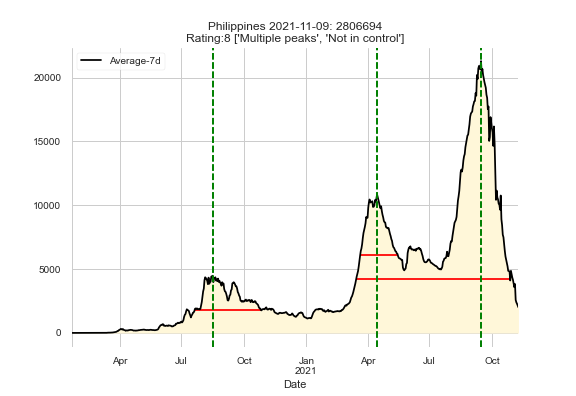 Philippines 2021-11-09: 2806694
Rating:8 ['Multiple peaks', 'Not in control']
Average-7d
20000
15000
10000
5000
0
Apr
Jul
Oct
Jan
2021
Apr
Jul
Oct
Date